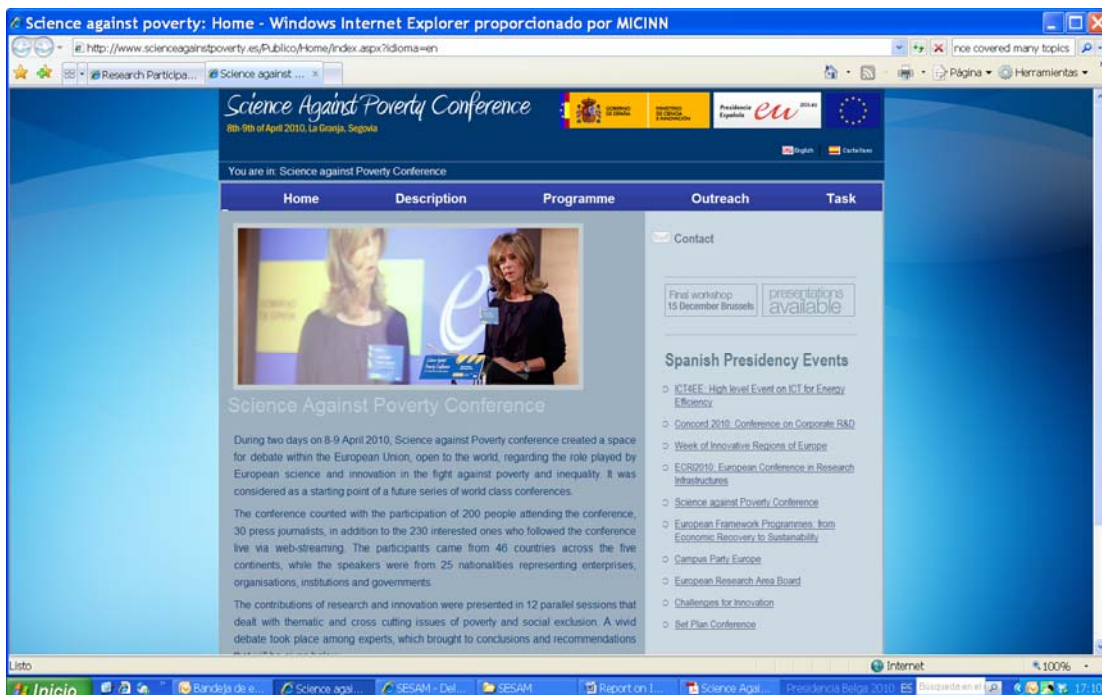 Science against poverty: Home - Windows Internet Explorer proporcionado por MICINN
http://www.scienceagainstpoverty.es/Publico/Home/index.aspx?idioma=en
nce covered many topics
Research Participa...
Science against ...
Página
Herramientas
Science Against Poverty Conference
8th-9th of April 2010, La Granja, Segovia
GOBIERNO DE ESPAÑA
MINISTERIO DE CIENCIA E INNOVACIÓN
Presidencia Española
eu
English
Castellano
You are in: Science against Poverty Conference
Home
Description
Programme
Outreach
Task
Contact
Final workshop
15 December Brussels
presentations
available
Science Against Poverty Conference
During two days on 8-9 April 2010, Science against Poverty conference created a space
for debate within the European Union, open to the world, regarding the role played by
European science and innovation in the fight against poverty and inequality. It was
considered as a starting point of a future series of world class conferences.
The conference counted with the participation of 200 people attending the conference,
30 press journalists, in addition to the 230 interested ones who followed the conference
live via web-streaming. The participants came from 46 countries across the five
continents, while the speakers were from 25 nationalities representing enterprises,
organisations, institutions and governments.
The contributions of research and innovation were presented in 12 parallel sessions that
dealt with thematic and cross cutting issues of poverty and social exclusion. A vivid
debate took place among experts, which brought to conclusions and recommendations
Spanish Presidency Events
ICT4EE: High level Event on ICT for Energy
Efficiency
Concord 2010: Conference on Corporate R&D
Week of Innovative Regions of Europe
ECRI2010: European Conference in Research
Infrastructures
Science against Poverty Conference
European Framework Programmes: from
Economic Recovery to Sustainability
Campus Party Europe
European Research Area Board
Challenges for Innovation
Set Plan Conference
Listo
Internet
100%
Inicio
Bandeja de e...
Science agai...
SESAM - Del...
SESAM
Report on I...
Science Agai...
Presidencia Belga 2010
ES
Búsqueda en el
17:10